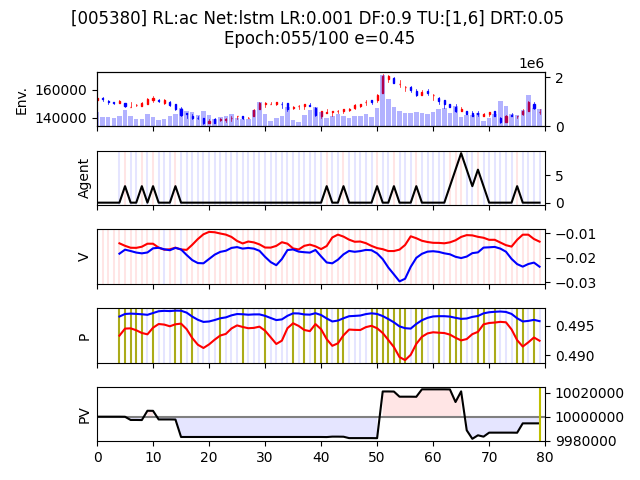 [005380] RL:ac Net:lstm LR:0.001 DF:0.9 TU:[1,6] DRT:0.05
Epoch:055/100 e=0.45
1e6
Env.
160000
140000
2
0
Agent
5
0
V
−0.01
−0.02
−0.03
P
0.495
0.490
PV
10020000
10000000
9980000
0 10 20 30 40 50 60 70 80